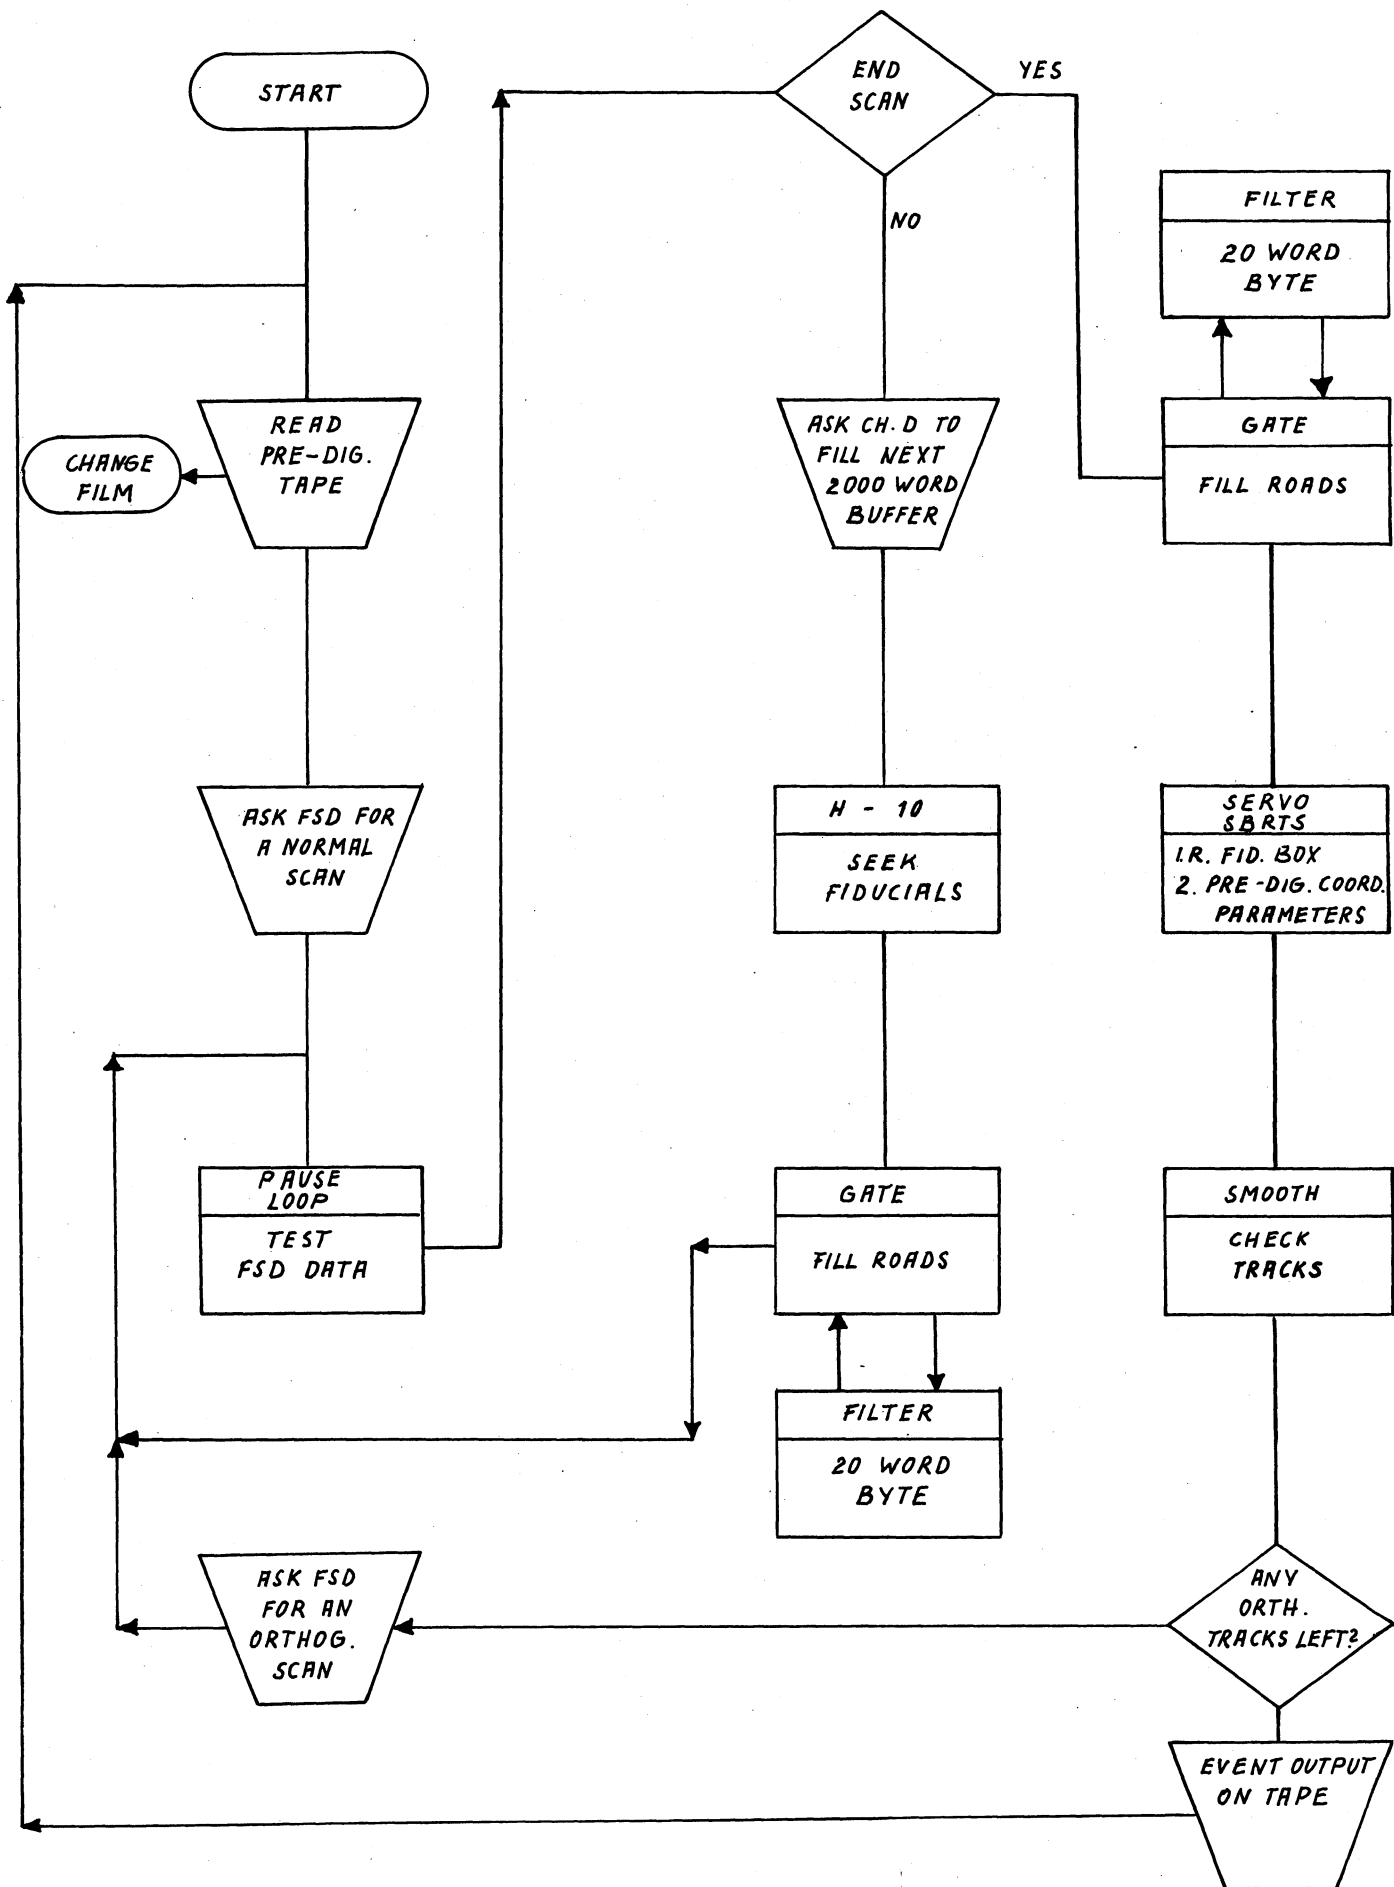 START
READ
PRE-DIG.
TAPE
CHANGE
FILM
ASK FSD FOR
A NORMAL
SCAN
PAUSE
LOOP
TEST
FSD DATA
ASK FSD
FOR AN
ORTHOG.
SCAN
END
SCAN
YES
NO
ASK CH. D TO
FILL NEXT
2000 WORD
BUFFER
H - 10
SEEK
FIDUCIALS
GATE
FILL ROADS
FILTER
20 WORD
BYTE
FILTER
20 WORD
BYTE
GATE
FILL ROADS
SERVO
SBRTS
1.R. FID. BOX
2. PRE-DIG. COORD.
PARAMETERS
SMOOTH
CHECK
TRACKS
ANY
ORTH.
TRACKS LEFT?
EVENT OUTPUT
ON TAPE